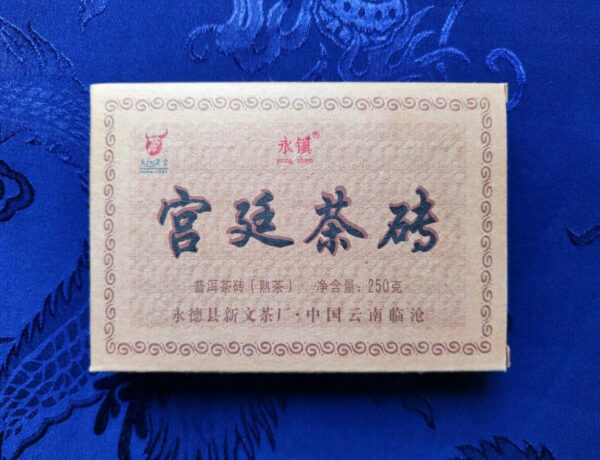 永镇®
yong zhen
宫廷茶砖
普洱茶砖(熟茶) 净含量:250克
永德县新文茶厂·中国云南临沧